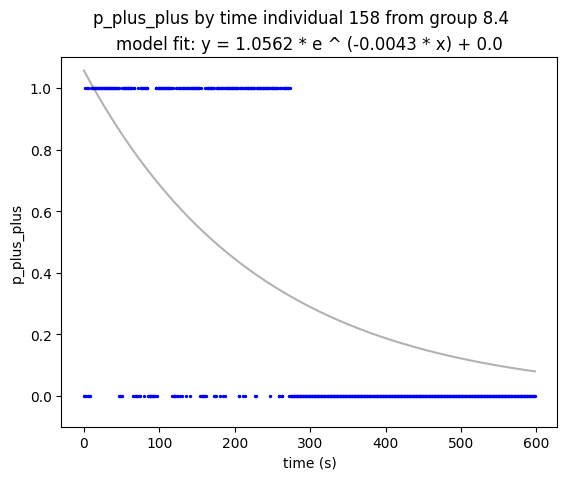 p_plus_plus by time individual 158 from group 8.4
model fit: y = 1.0562 * e ^ (-0.0043 * x) + 0.0
1.0
0.8
0.6
0.4
0.2
0.0
p_plus_plus
0 100 200 300 400 500 600
time (s)